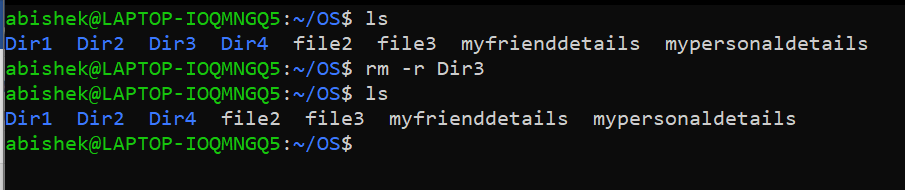 abishek@LAPTOP-IOQMNGQ5:~/OS$ ls
Dir1  Dir2  Dir3  Dir4  file2  file3  myfrienddetails  mypersonaldetails
abishek@LAPTOP-IOQMNGQ5:~/OS$ rm -r Dir3
abishek@LAPTOP-IOQMNGQ5:~/OS$ ls
Dir1  Dir2  Dir4  file2  file3  myfrienddetails  mypersonaldetails
abishek@LAPTOP-IOQMNGQ5:~/OS$